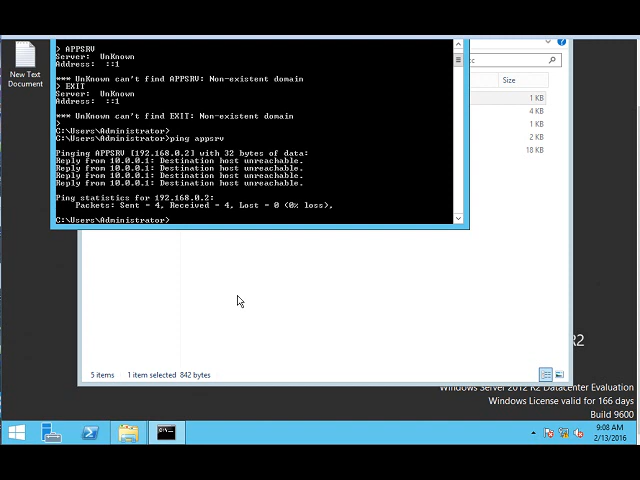 > APPSRV
Server:  UnKnown
Address:  ::1
*** UnKnown can't find APPSRV: Non-existent domain
> EXIT
Server:  UnKnown
Address:  ::1
*** UnKnown can't find EXIT: Non-existent domain
>
C:\Users\Administrator>
C:\Users\Administrator>ping appsrv
Pinging APPSRV [192.168.0.2] with 32 bytes of data:
Reply from 10.0.0.1: Destination host unreachable.
Reply from 10.0.0.1: Destination host unreachable.
Reply from 10.0.0.1: Destination host unreachable.
Reply from 10.0.0.1: Destination host unreachable.
Ping statistics for 192.168.0.2:
Packets: Sent = 4, Received = 4, Lost = 0 (0% loss),
C:\Users\Administrator>
New Text
Document
Size
1 KB
4 KB
1 KB
2 KB
18 KB
5 items
1 item selected
842 bytes
R2
Windows Server 2012 R2 Datacenter Evaluation
Windows License valid for 166 days
Build 9600
9:08 AM
2/13/2016